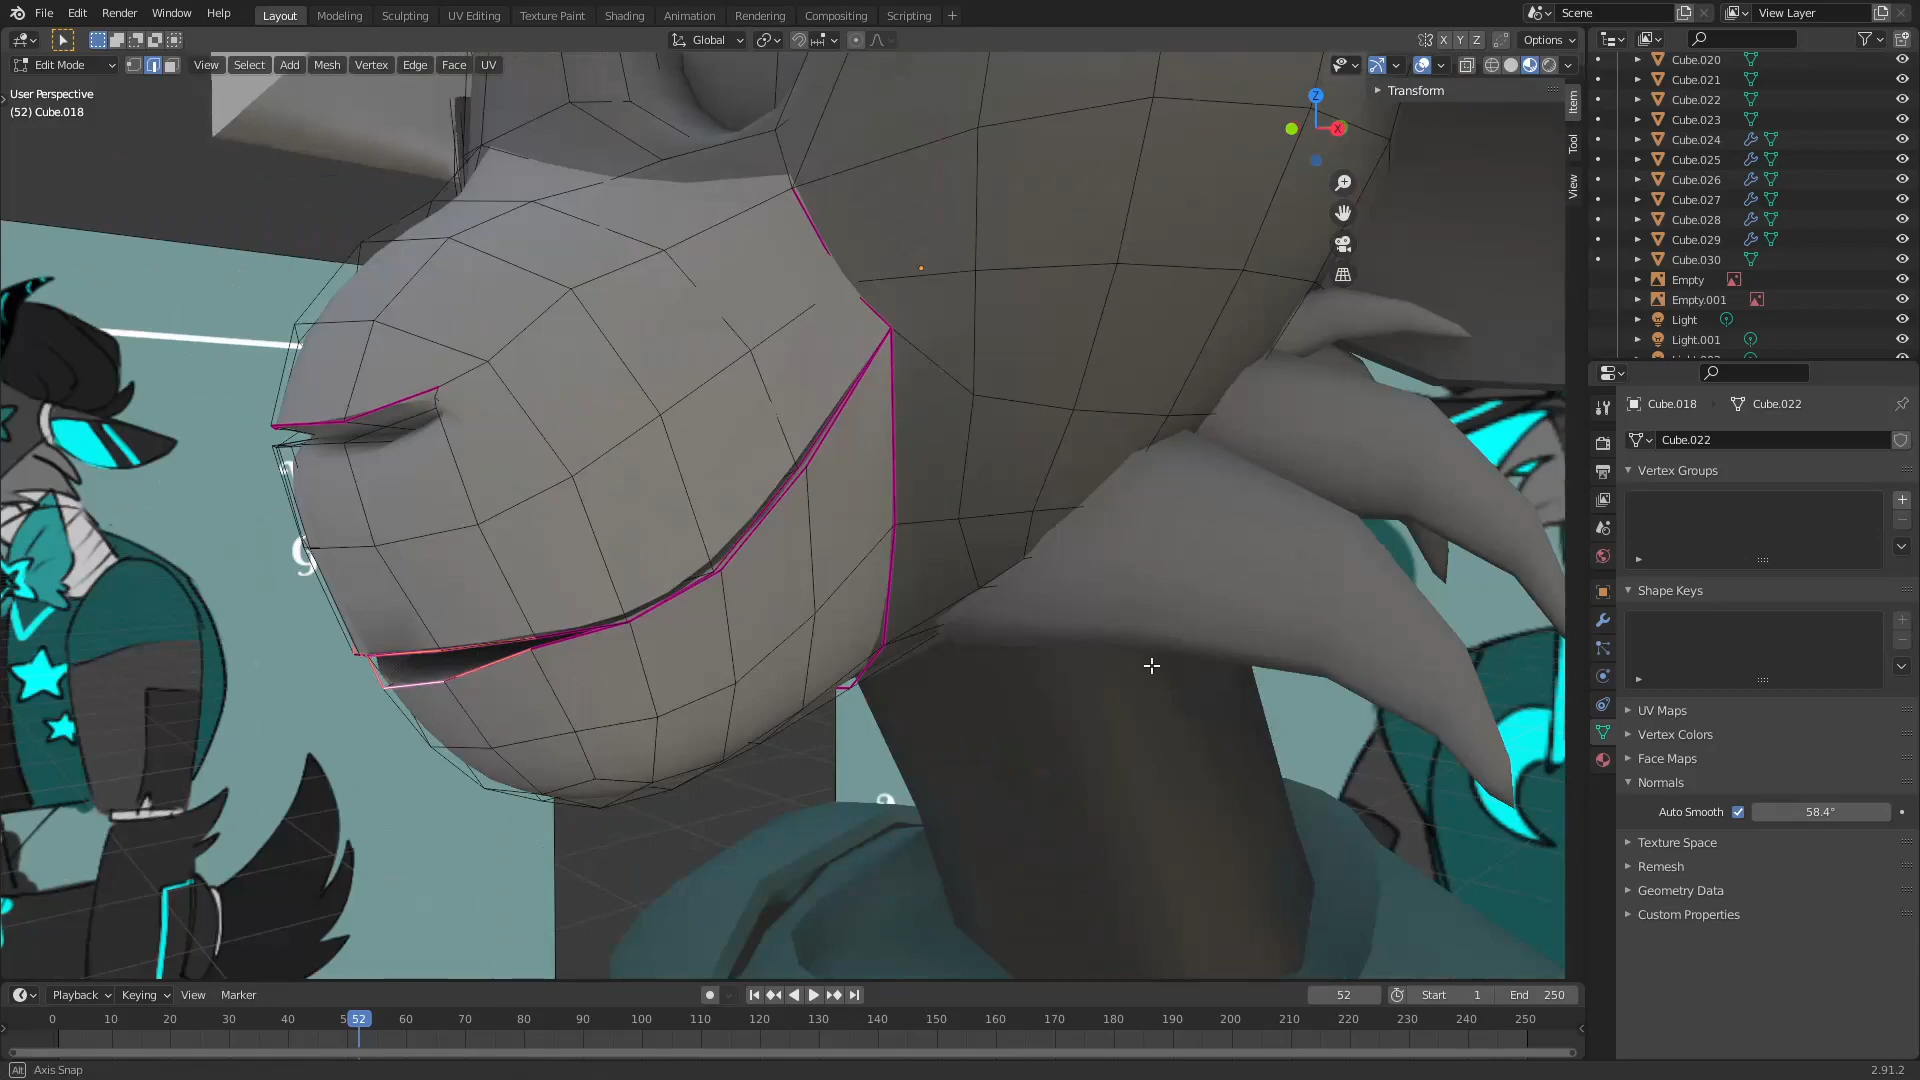 File Edit Render Window Help Layout Modeling Sculpting UV Editing Texture Paint Shading Animation Rendering Compositing Scripting + Scene View Layer
Global X Y Z Options
Edit Mode View Select Add Mesh Vertex Edge Face UV
User Perspective
(52) Cube.018
Transform
Z
X
Item
Tool
View
g
Cube.020
Cube.021
Cube.022
Cube.023
Cube.024
Cube.025
Cube.026
Cube.027
Cube.028
Cube.029
Cube.030
Empty
Empty.001
Light
Light.001
Cube.018 Cube.022
Cube.022
Vertex Groups
Shape Keys
UV Maps
Vertex Colors
Face Maps
Normals
Auto Smooth 58.4°
Texture Space
Remesh
Geometry Data
Custom Properties
Playback Keying View Marker 52 Start 1 End 250
0 10 20 30 40 5 52 60 70 80 90 100 110 120 130 140 150 160 170 180 190 200 210 220 230 240 250
Alt Axis Snap 2.91.2